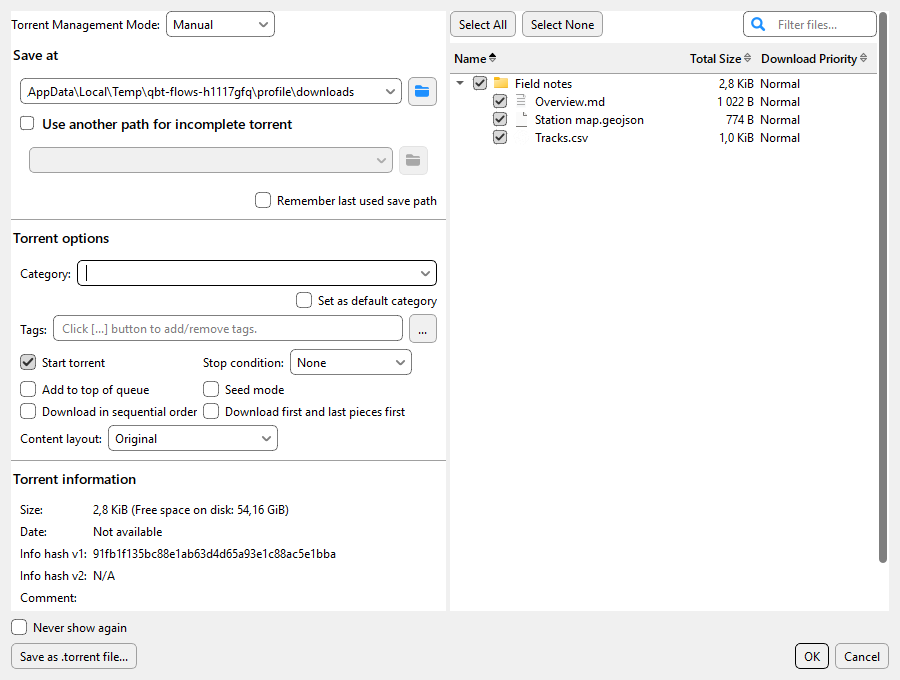 Torrent Management Mode: Manual
Save at
AppData\Local\Temp\qbt-flows-h1117gfq\profile\downloads
Use another path for incomplete torrent
Remember last used save path
Torrent options
Category:
Set as default category
Tags: Click [...] button to add/remove tags. ...
Start torrent Stop condition: None
Add to top of queue Seed mode
Download in sequential order Download first and last pieces first
Content layout: Original
Torrent information
Size: 2,8 KiB (Free space on disk: 54,16 GiB)
Date: Not available
Info hash v1: 91fb1f135bc88e1ab63d4d65a93e1c88ac5e1bba
Info hash v2: N/A
Comment:
Select All Select None Filter files...
Name Total Size Download Priority
Field notes 2,8 KiB Normal
Overview.md 1 022 B Normal
Station map.geojson 774 B Normal
Tracks.csv 1,0 KiB Normal
Never show again
Save as .torrent file... OK Cancel